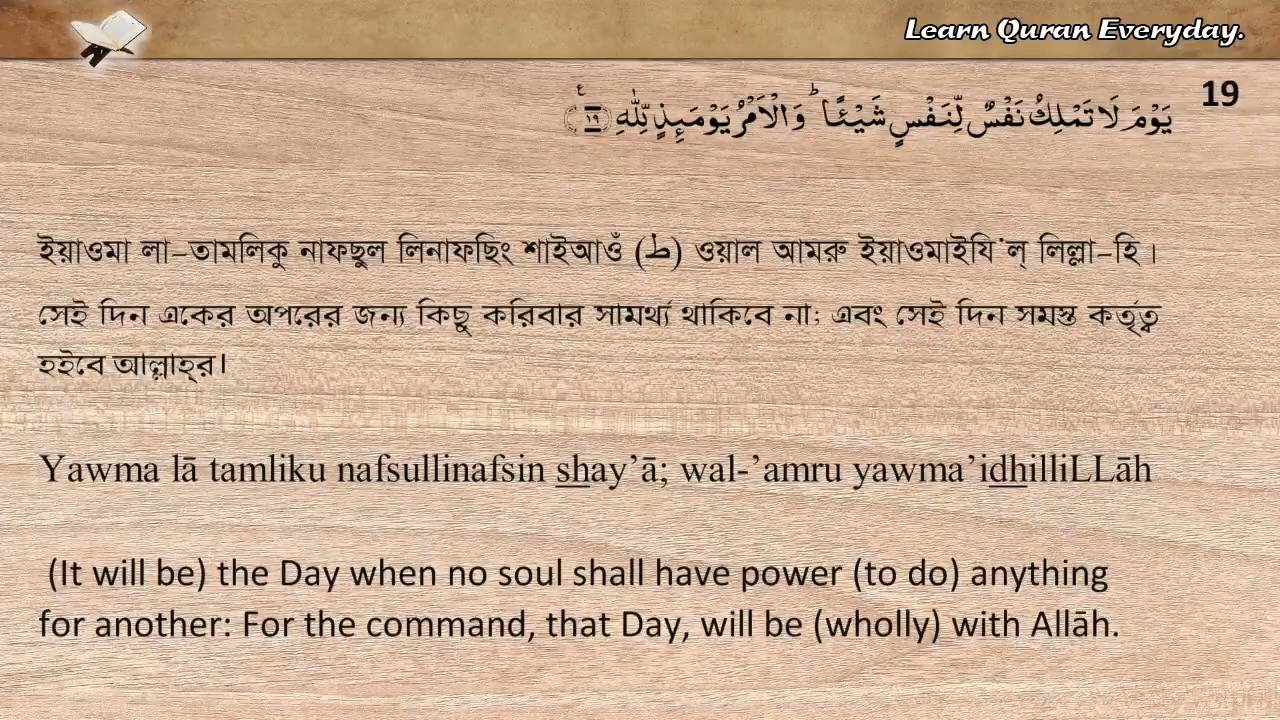 Learn Quran Everyday.
19
يَوْمَ لَا تَمْلِكُ نَفْسٌ لِّنَفْسٍ شَيْـًٔا ؕ وَالْاَمْرُ يَوْمَئِذٍ لِّلّٰهِ ﴿۱۹﴾ ع
ইয়াওমা লা-তামলিকু নাফছুল লিনাফছিং শাইআওঁ (ط) ওয়াল আমরু ইয়াওমাইযি'ল্ লিল্লা-হি।
সেই দিন একের অপরের জন্য কিছু করিবার সামর্থ্য থাকিবে না; এবং সেই দিন সমস্ত কর্তৃত্ব
হইবে আল্লাহ্‌র।
Yawma lā tamliku nafsullinafsin shay’ā; wal-’amru yawma’idhilliLLāh
(It will be) the Day when no soul shall have power (to do) anything
for another: For the command, that Day, will be (wholly) with Allāh.